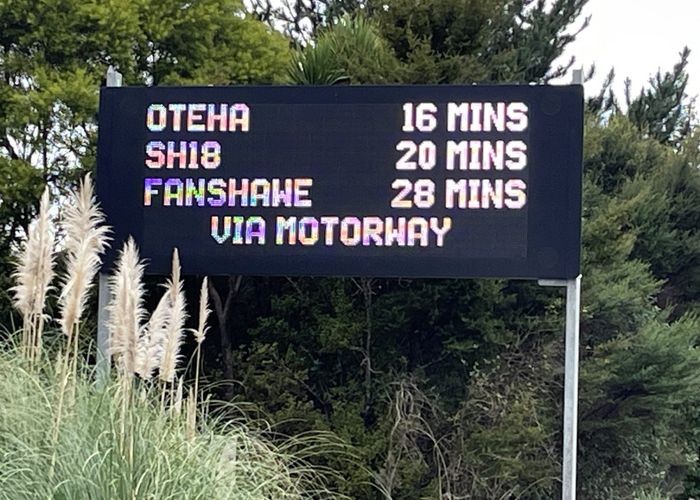 OTEHA 16 MINS
SH18 20 MINS
FANSHAWE 28 MINS
VIA MOTORWAY